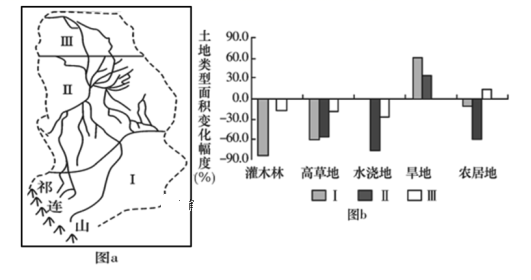 Ⅲ
Ⅱ
Ⅰ
祁
连
山
图a
土地类型面积变化幅度(%)
90.0
60.0
30.0
0.0
-30.0
-60.0
-90.0
灌木林 高草地 水浇地 旱地 农居地
Ⅰ Ⅱ Ⅲ
图b